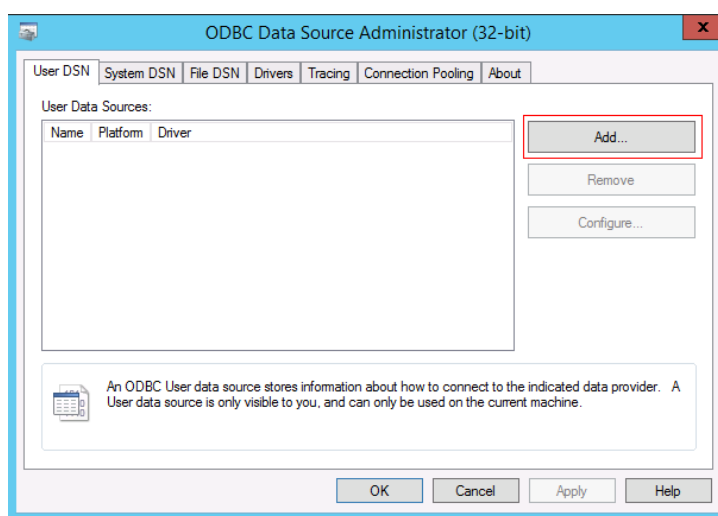 ODBC Data Source Administrator (32-bit)
x
User DSN System DSN File DSN Drivers Tracing Connection Pooling About
User Data Sources:
Name Platform Driver
Add...
Remove
Configure...
An ODBC User data source stores information about how to connect to the indicated data provider. A
User data source is only visible to you, and can only be used on the current machine.
OK Cancel Apply Help